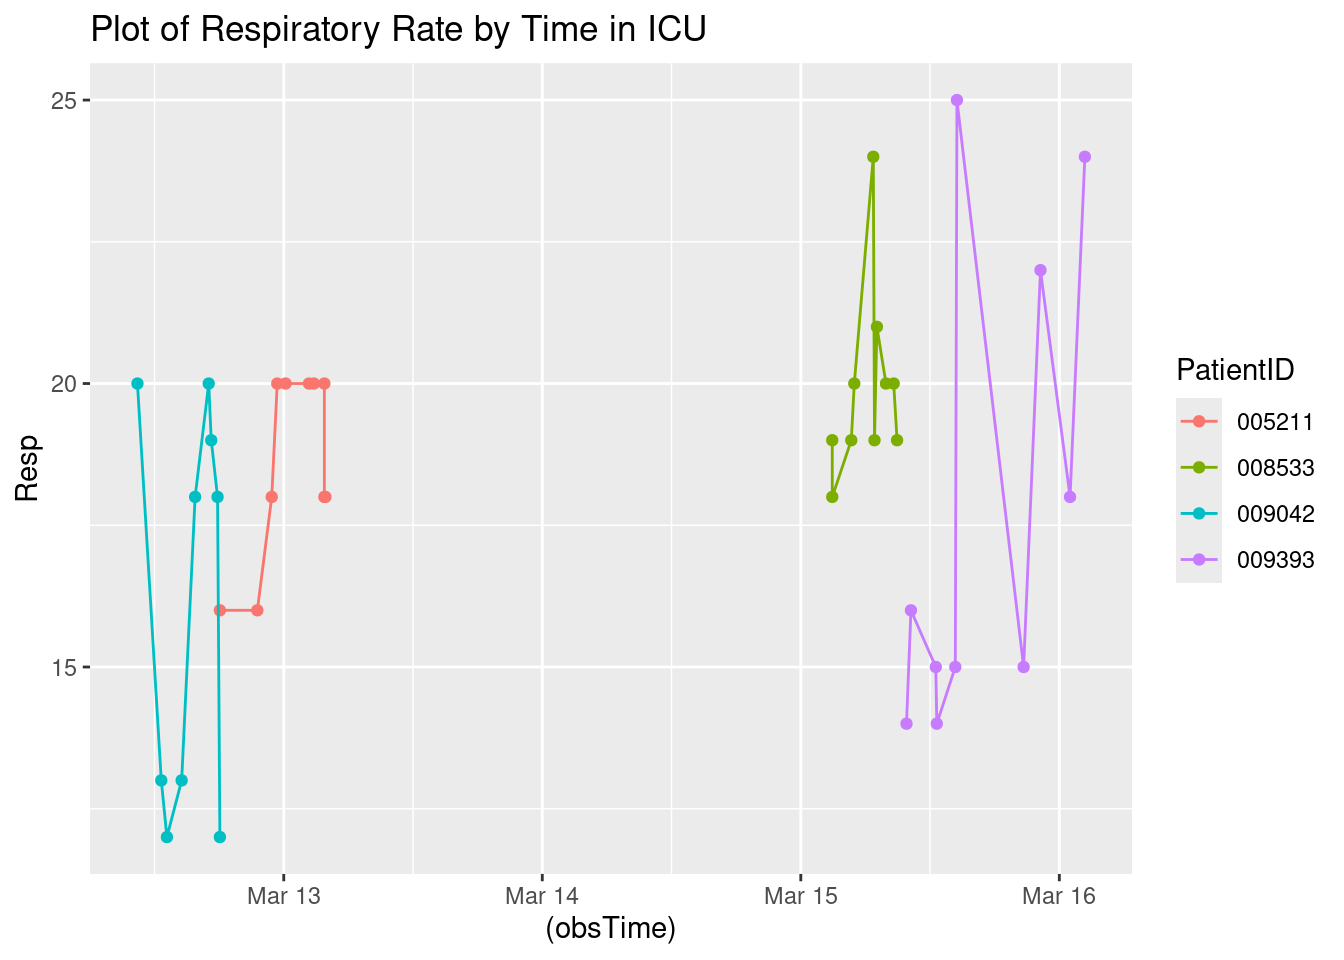 Plot of Respiratory Rate by Time in ICU
25
20
15
Resp
Mar 13
Mar 14
Mar 15
Mar 16
(obsTime)
PatientID
005211
008533
009042
009393